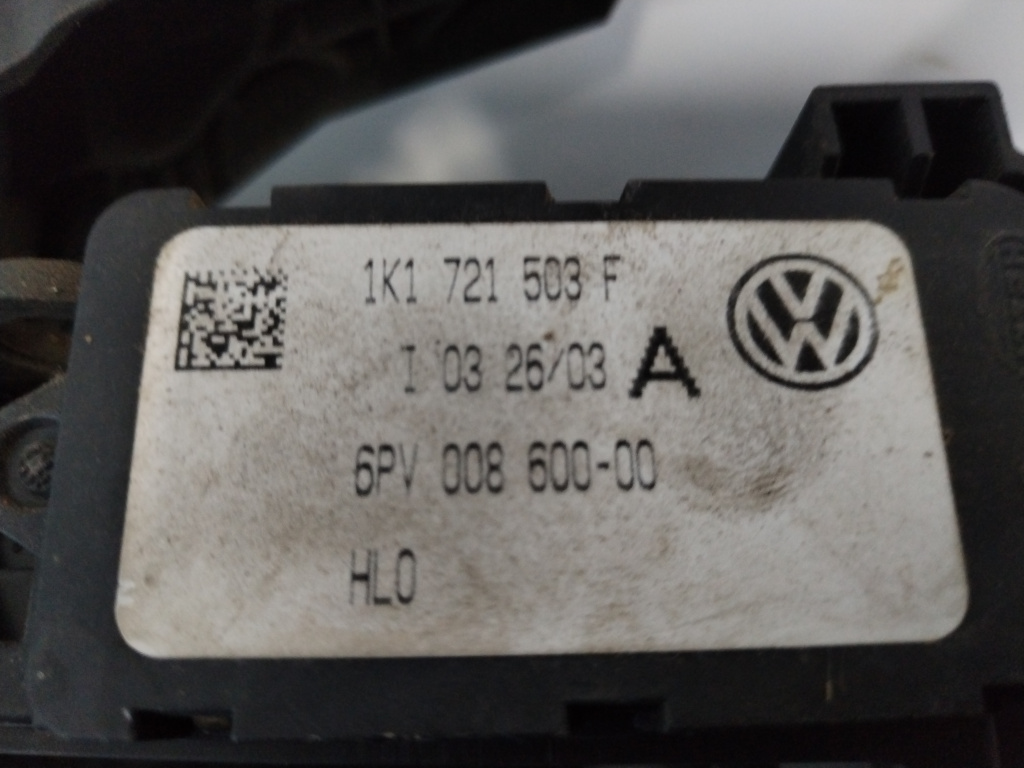 1K1 721 503 F
I 03 26/03 A
6PV 008 600-00
HLO